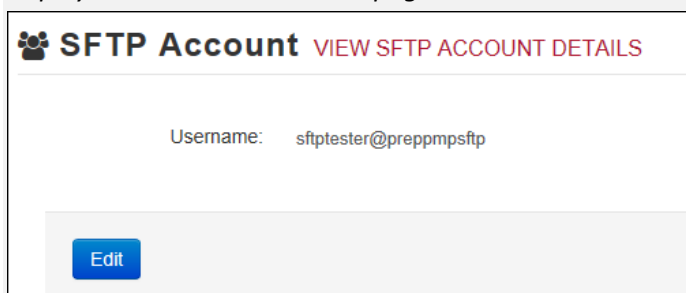 SFTP Account VIEW SFTP ACCOUNT DETAILS
Username: sftptester@preppmpsftp
Edit